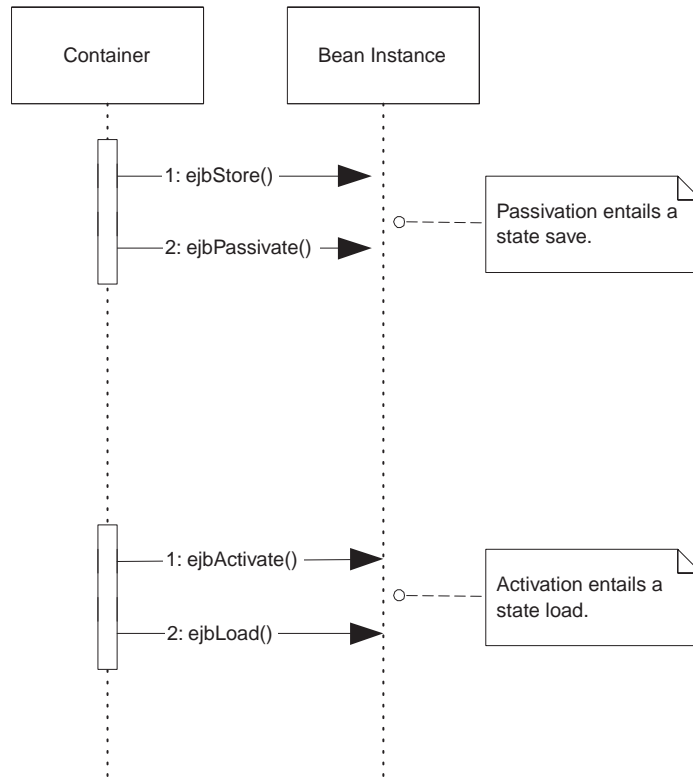 Container
Bean Instance
1: ejbStore()
2: ejbPassivate()
Passivation entails a
state save.
1: ejbActivate()
2: ejbLoad()
Activation entails a
state load.